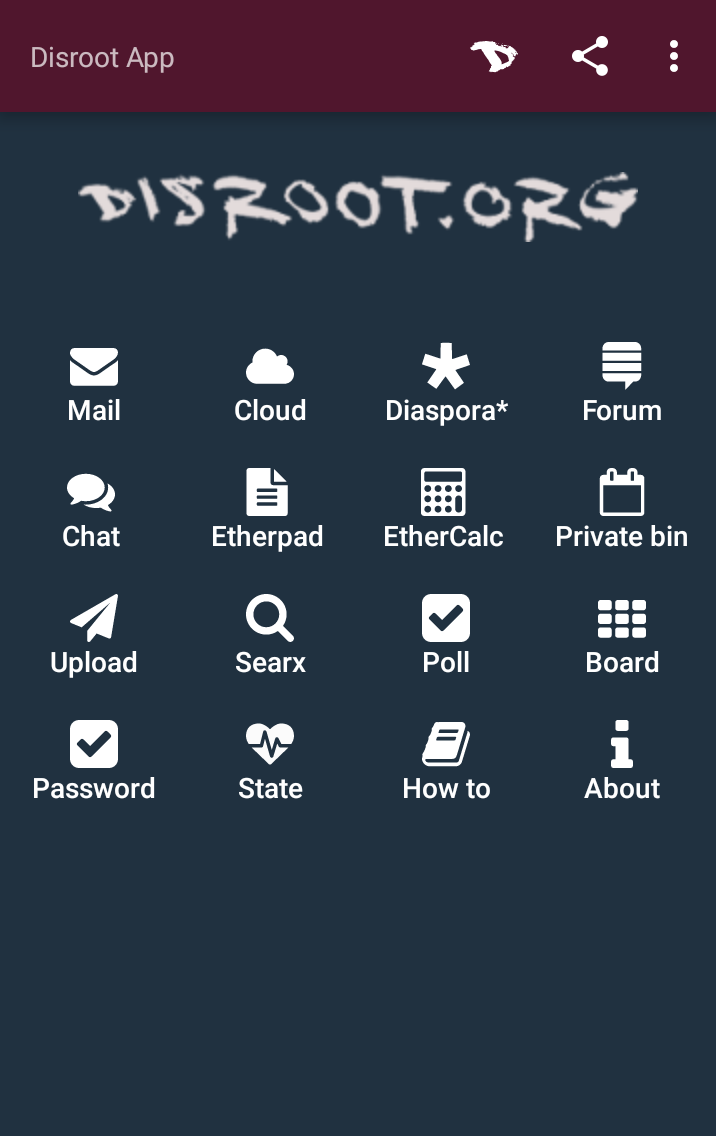 Disroot App
DISROOT.ORG
Mail Cloud Diaspora* Forum
Chat Etherpad EtherCalc Private bin
Upload Searx Poll Board
Password State How to About